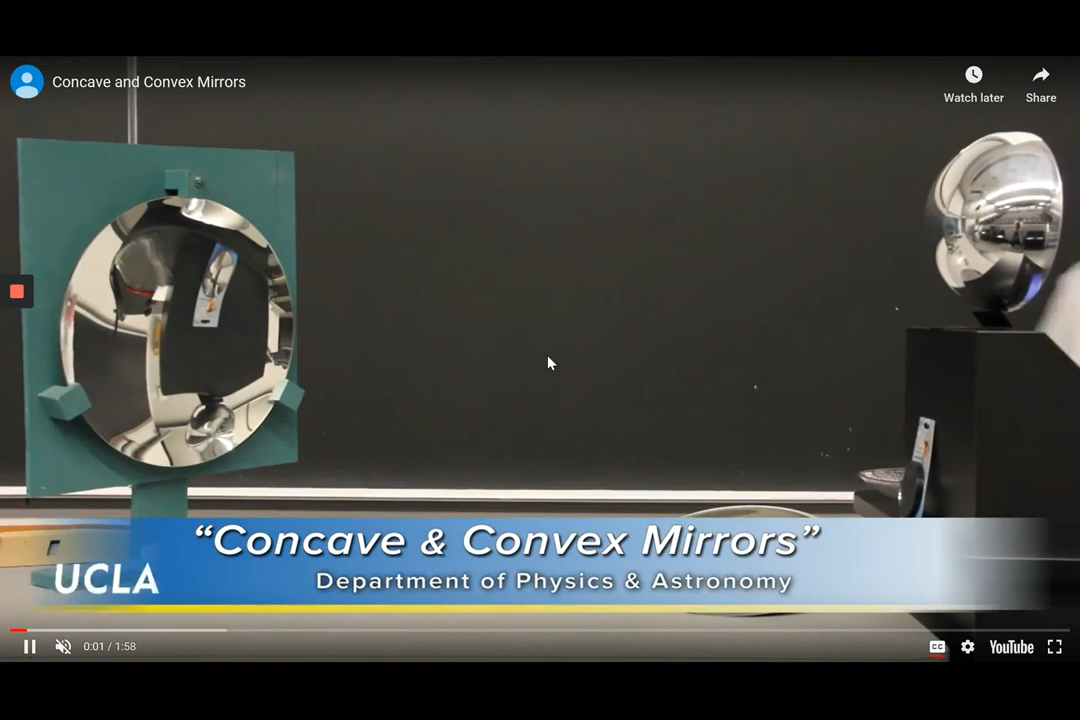 Concave and Convex Mirrors
Watch later
Share
“Concave & Convex Mirrors”
UCLA
Department of Physics & Astronomy
0:01 / 1:58
CC
YouTube